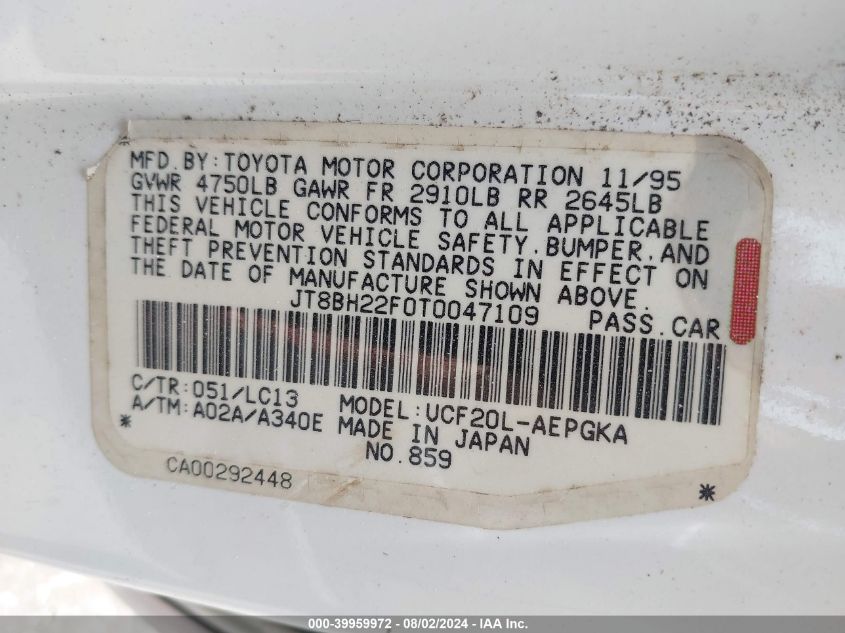 MFD. BY: TOYOTA MOTOR CORPORATION 11/95
GVWR 4750LB GAWR FR 2910LB RR 2645LB
THIS VEHICLE CONFORMS TO ALL APPLICABLE
FEDERAL MOTOR VEHICLE SAFETY, BUMPER, AND
THEFT PREVENTION STANDARDS IN EFFECT ON
THE DATE OF MANUFACTURE SHOWN ABOVE.
JT8BH22F0T0047109 PASS. CAR
C/TR: 051/LC13 MODEL: UCF20L-AEPGKA
A/TM: A02A/A340E MADE IN JAPAN
NO. 859
* CA00292448 *
000-39959972 / 08/02/2024 - IAA Inc.